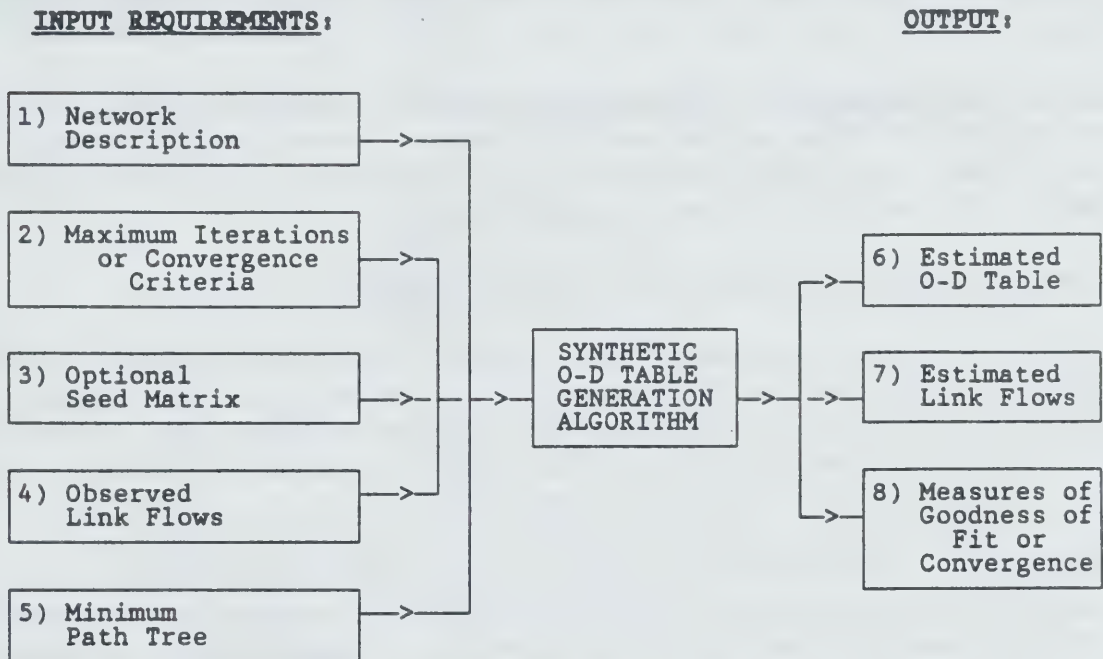 INPUT REQUIREMENTS:
1) Network
Description
2) Maximum Iterations
or Convergence
Criteria
3) Optional
Seed Matrix
4) Observed
Link Flows
5) Minimum
Path Tree
SYNTHETIC
O-D TABLE
GENERATION
ALGORITHM
OUTPUT:
6) Estimated
O-D Table
7) Estimated
Link Flows
8) Measures of
Goodness of
Fit or
Convergence